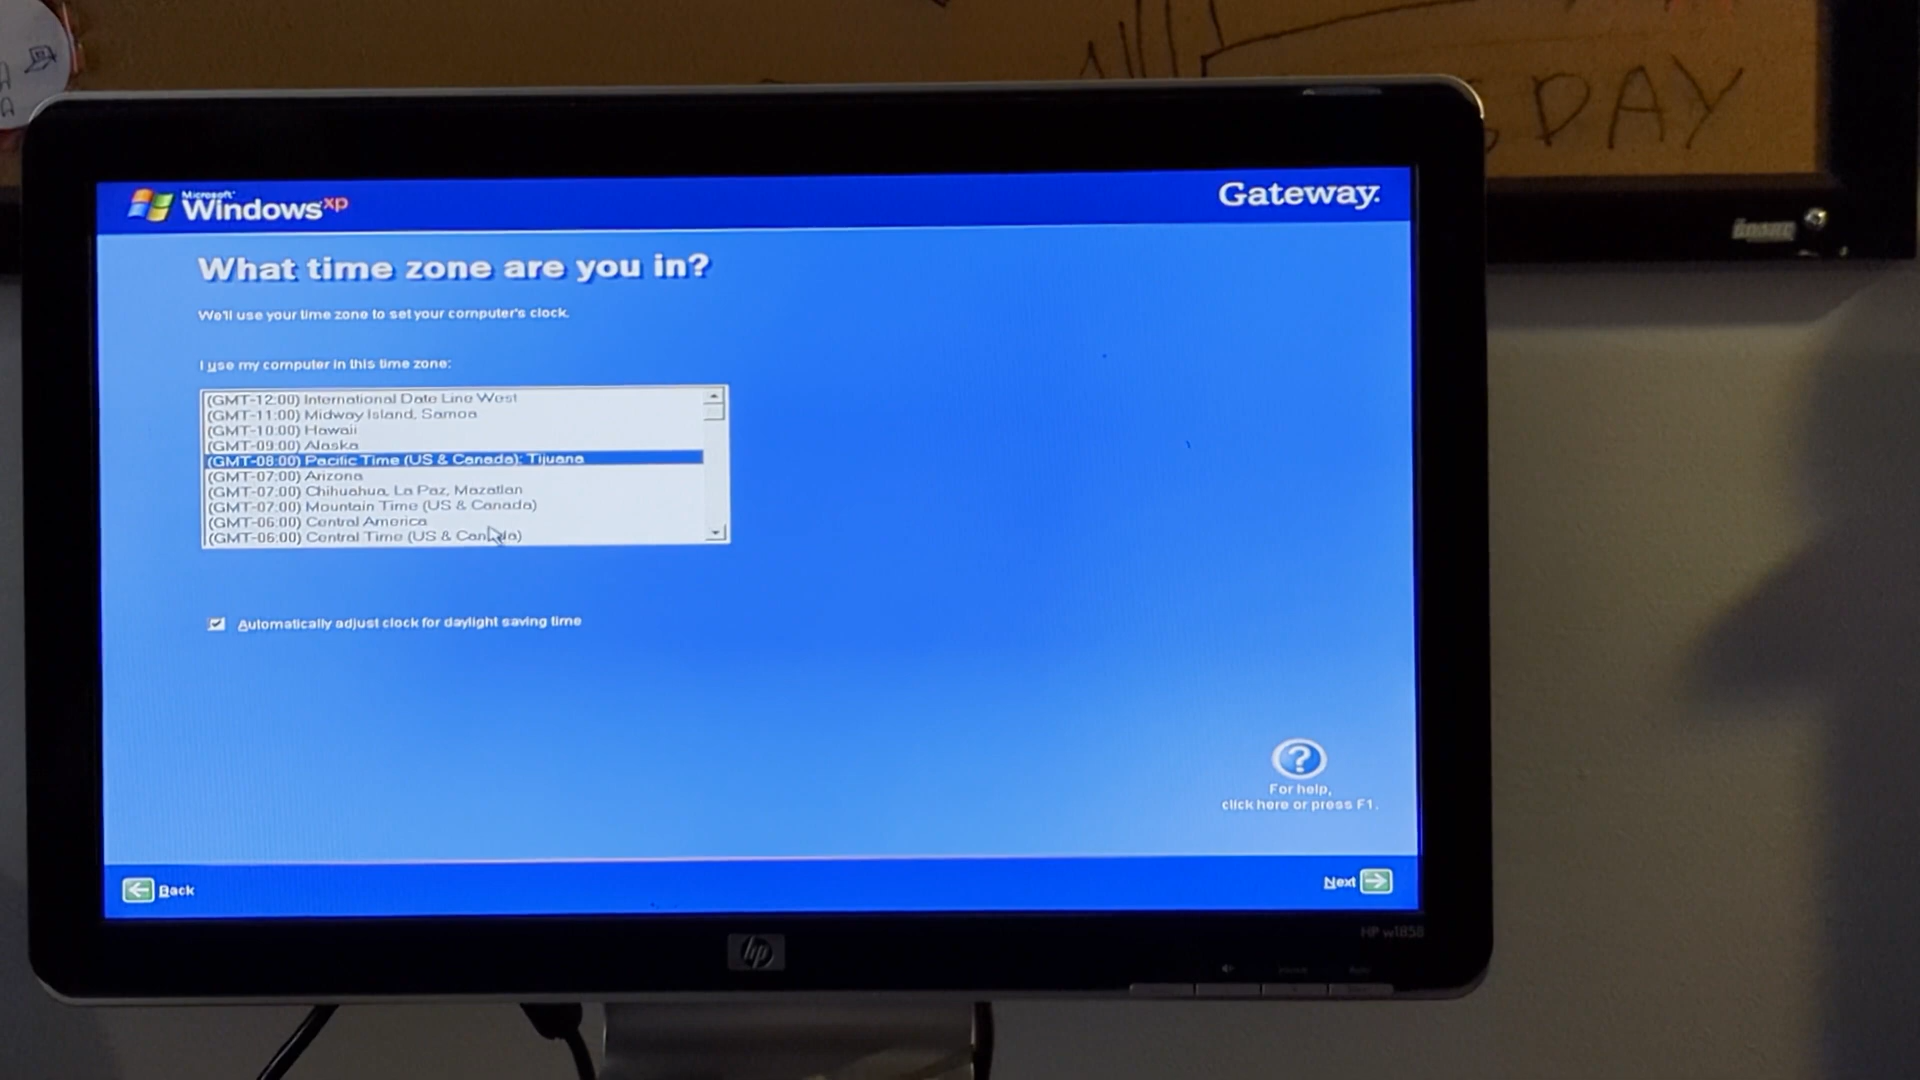 DAY
A
A
Microsoft®
Windows xp
Gateway.
What time zone are you in?
We'll use your time zone to set your computer's clock.
I use my computer in this time zone:
(GMT-12:00) International Date Line West
(GMT-11:00) Midway Island, Samoa
(GMT-10:00) Hawaii
(GMT-09:00) Alaska
(GMT-08:00) Pacific Time (US & Canada); Tijuana
(GMT-07:00) Arizona
(GMT-07:00) Chihuahua, La Paz, Mazatlan
(GMT-07:00) Mountain Time (US & Canada)
(GMT-06:00) Central America
(GMT-06:00) Central Time (US & Canada)
Automatically adjust clock for daylight saving time
For help,
click here or press F1.
Back
Next
HP w1858
hp